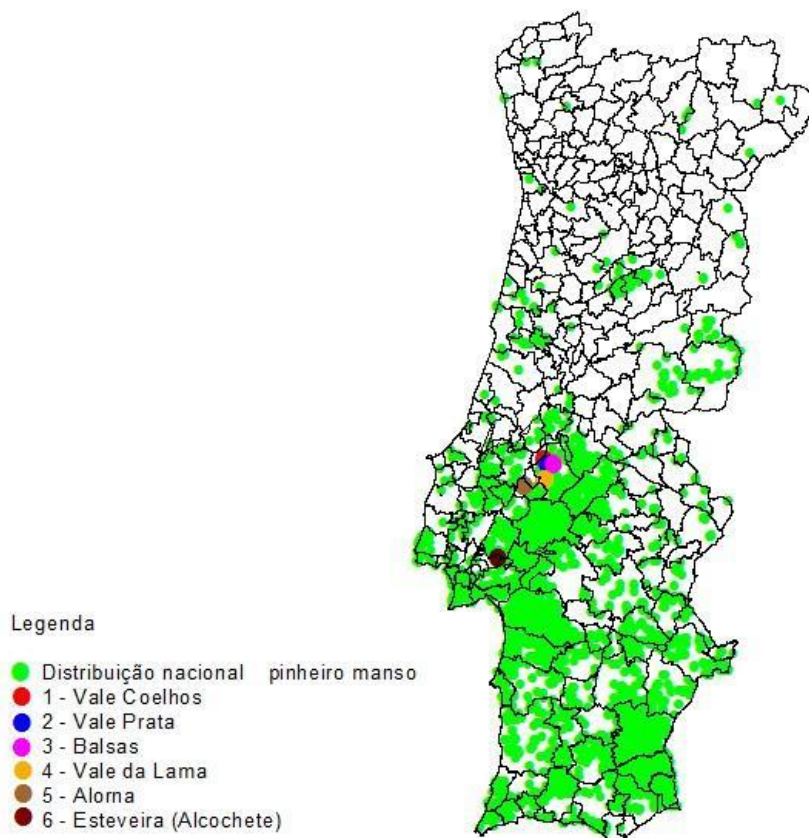 Legenda
Distribuição nacional pinheiro manso
1 - Vale Coelhos
2 - Vale Prata
3 - Balsas
4 - Vale da Lama
5 - Alorna
6 - Esteveira (Alcochete)